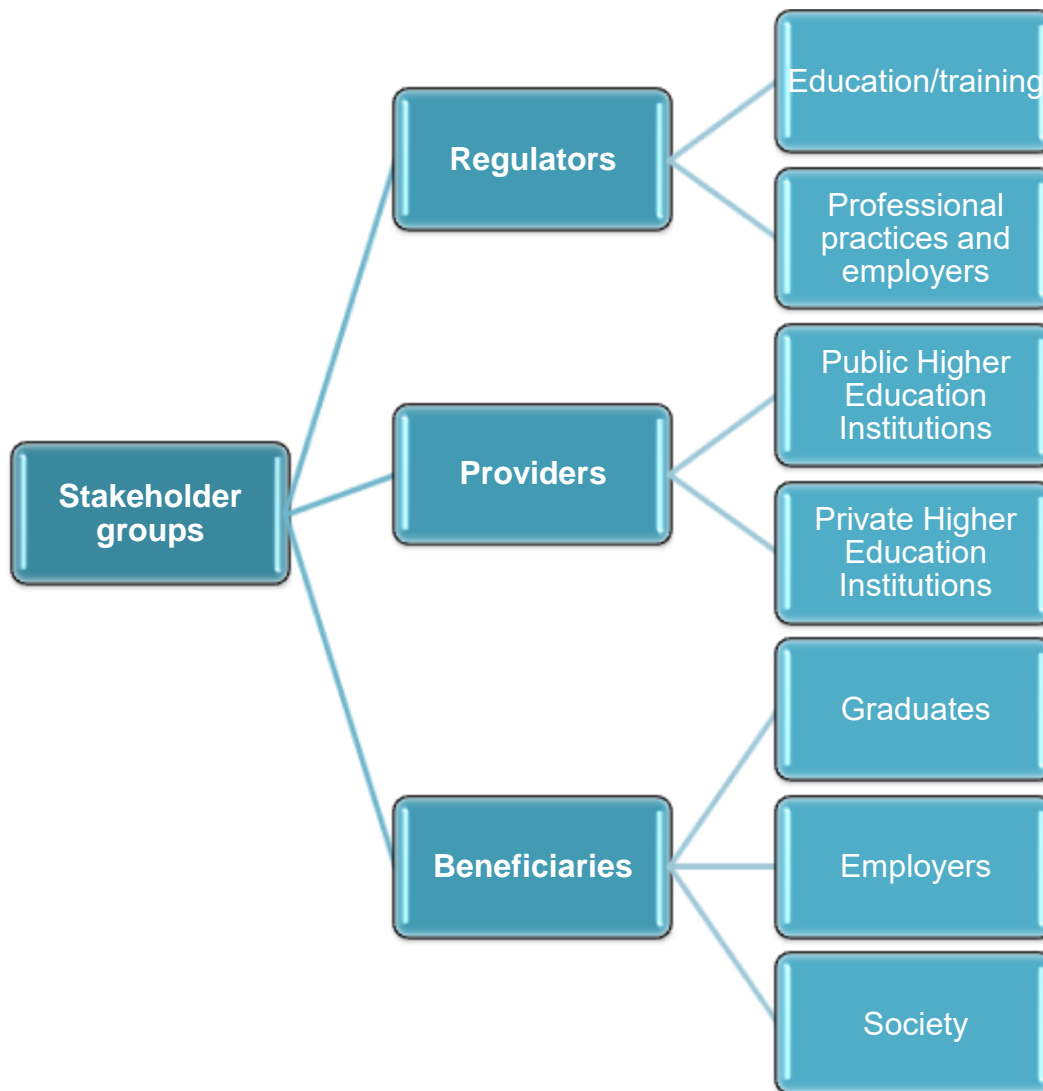 Education/training
Regulators
Professional
practices and
employers
Public Higher
Education
Institutions
Providers
Stakeholder
groups
Private Higher
Education
Institutions
Graduates
Beneficiaries
Employers
Society